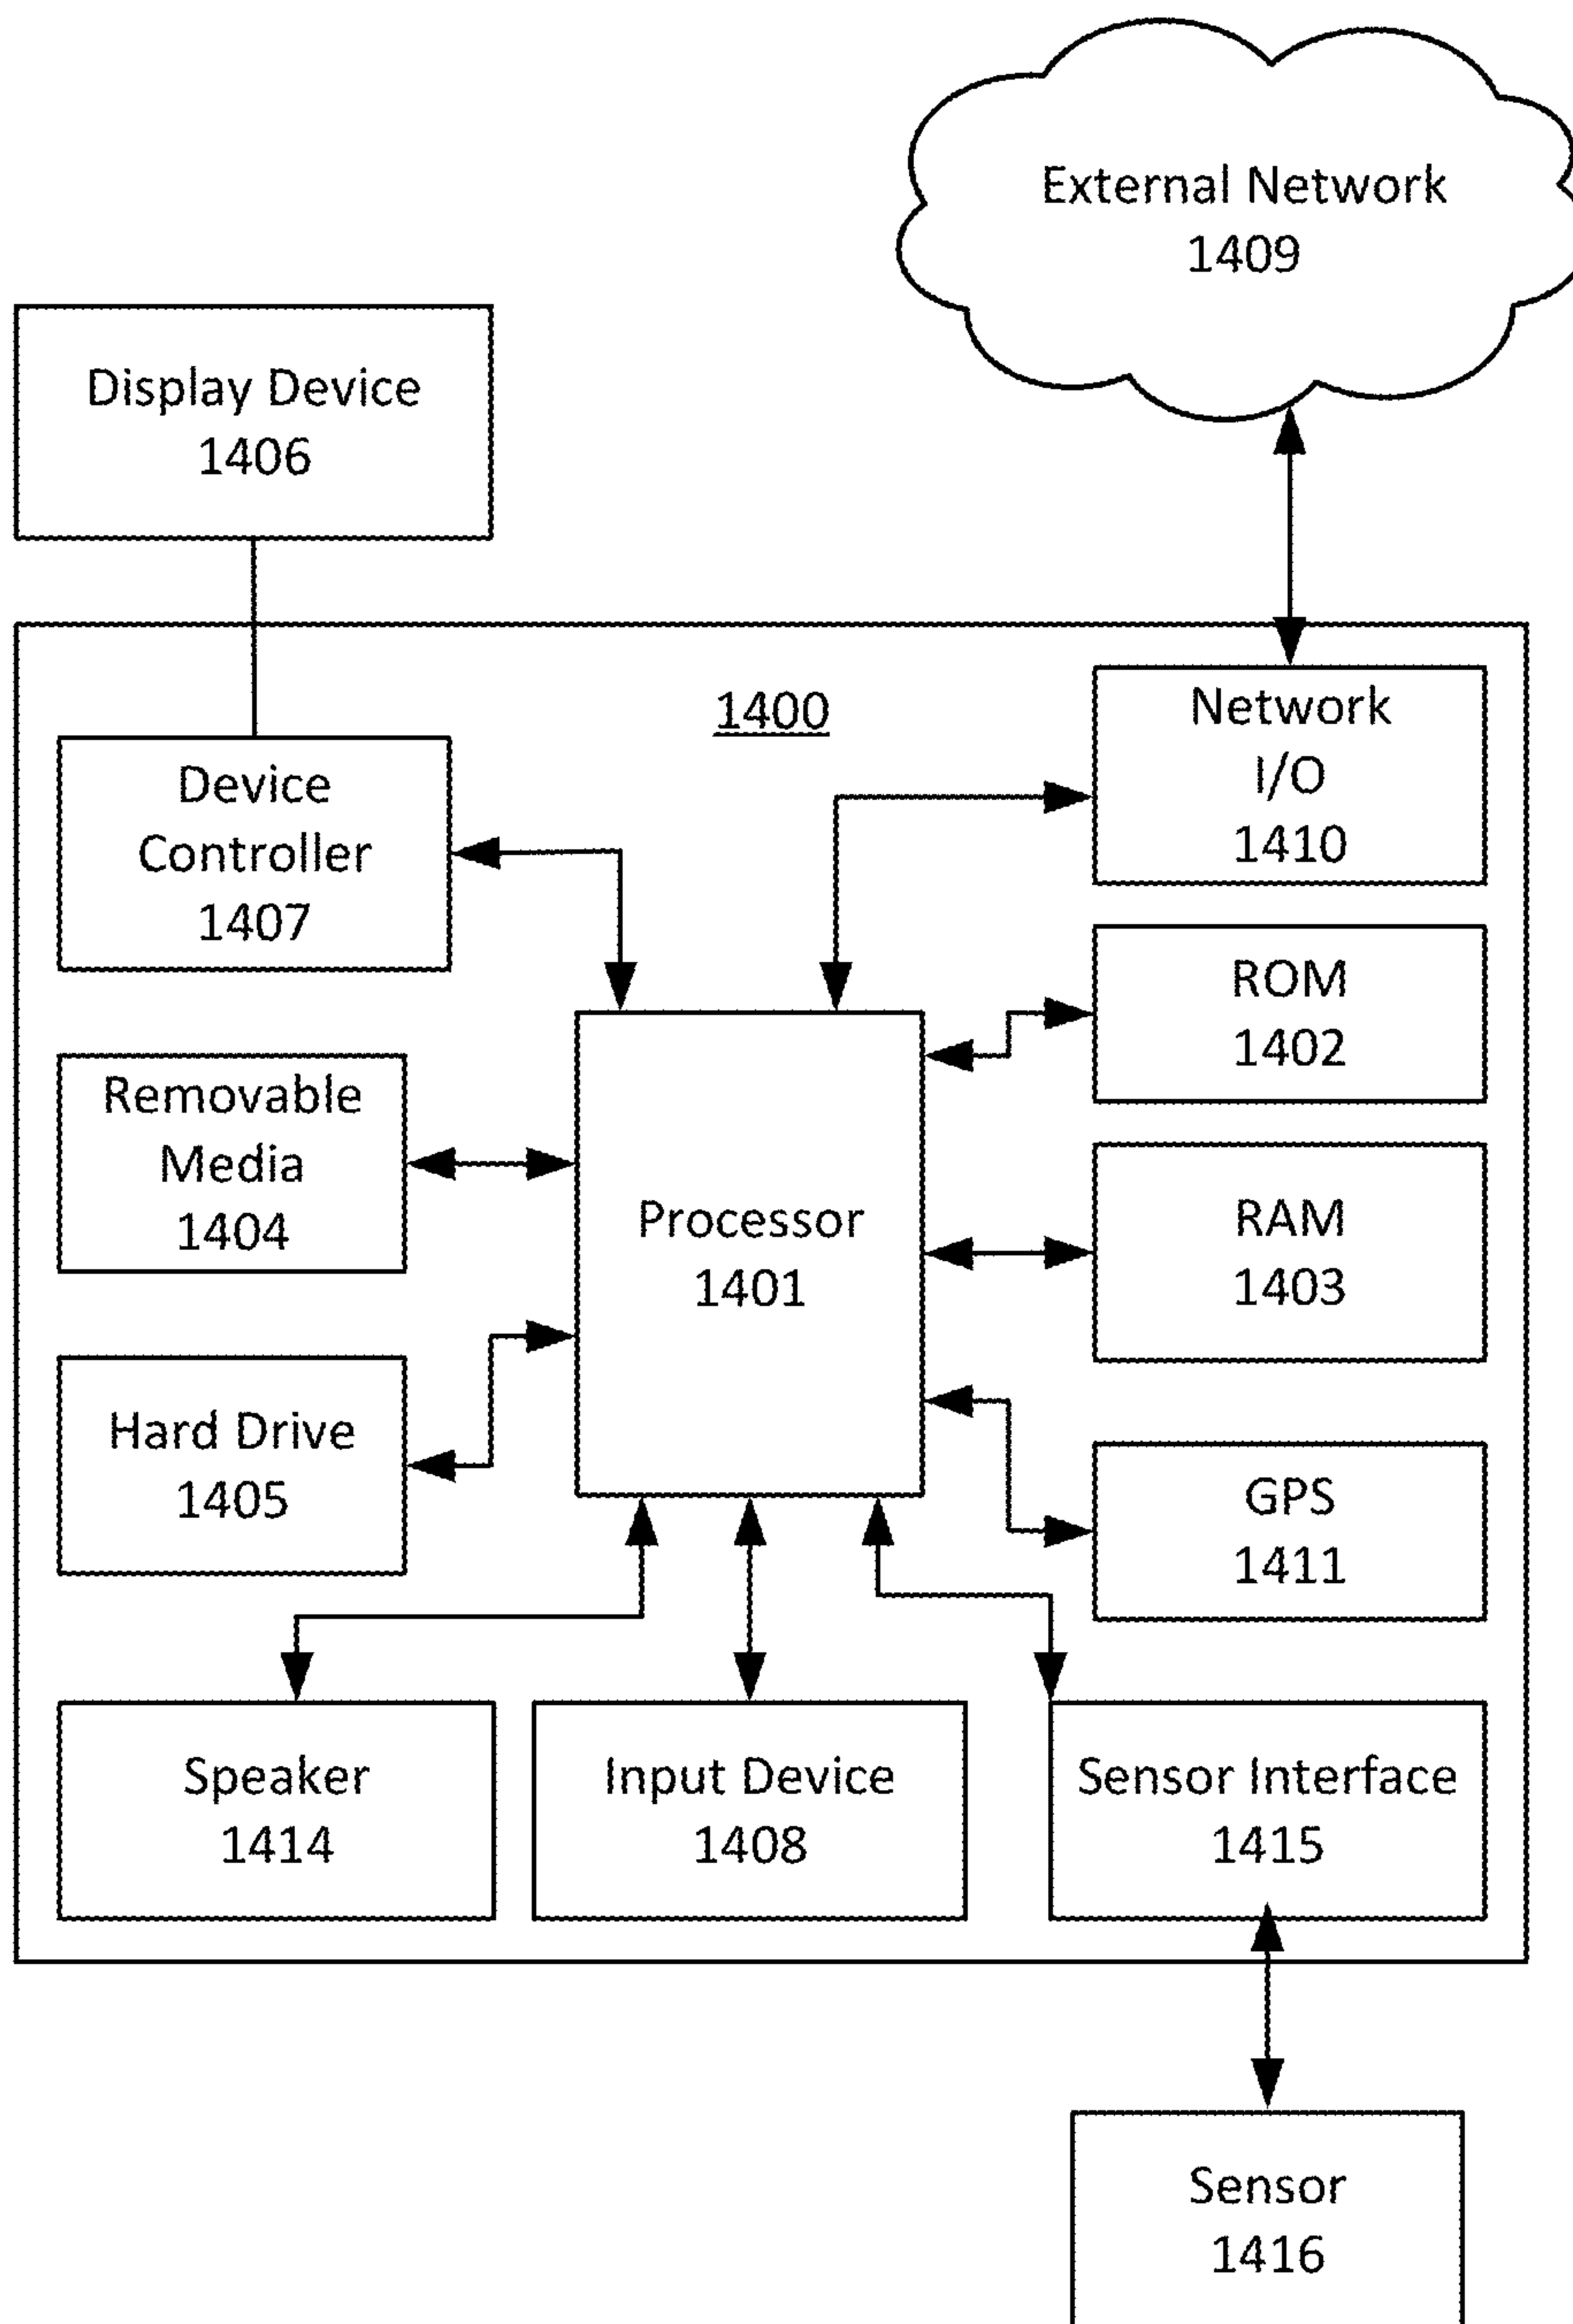 External Network
1409
Display Device
1406
1400
Network
I/O
1410
Device
Controller
1407
ROM
1402
Removable
Media
1404
Processor
1401
RAM
1403
Hard Drive
1405
GPS
1411
Speaker
1414
Input Device
1408
Sensor Interface
1415
Sensor
1416